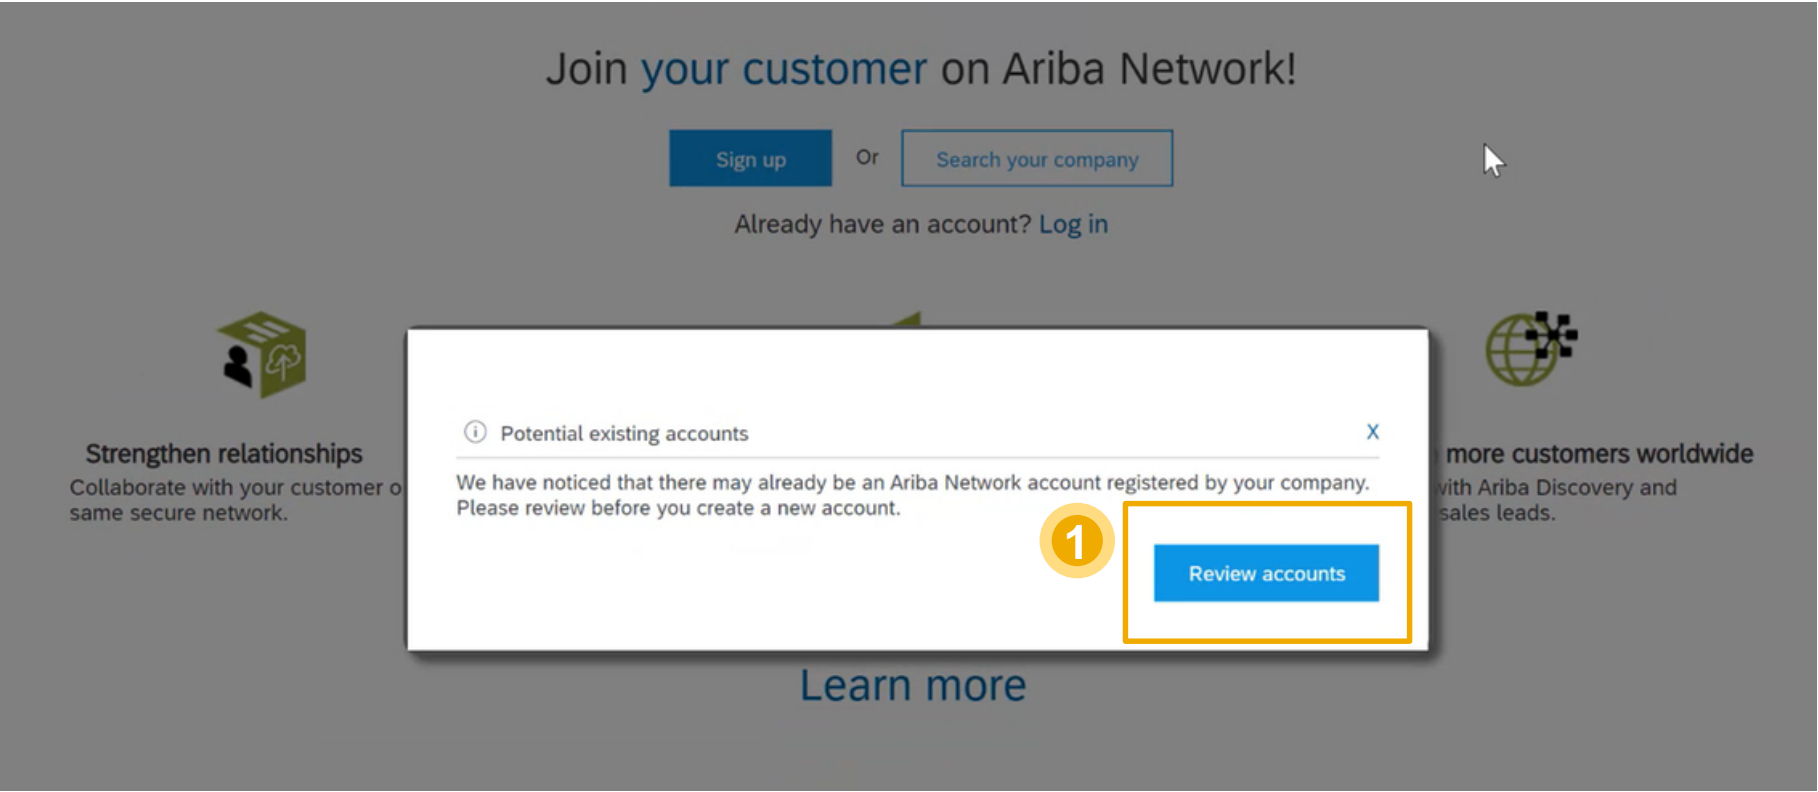 Join your customer on Ariba Network!
Sign up
Or
Search your company
Already have an account? Log in
Potential existing accounts
X
We have noticed that there may already be an Ariba Network account registered by your company.
Please review before you create a new account.
1
Review accounts
Strengthen relationships
Collaborate with your customer o
same secure network.
more customers worldwide
with Ariba Discovery and
sales leads.
Learn more